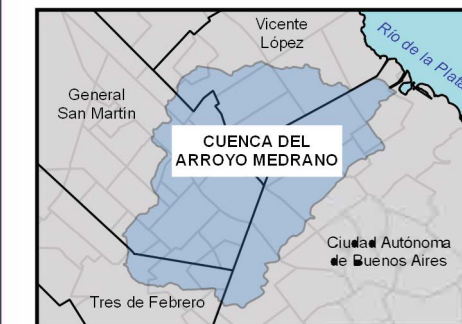 Vicente
López
Río de la Plata
General
San Martín
CUENCA DEL
ARROYO MEDRANO
Ciudad Autónoma
de Buenos Aires
Tres de Febrero